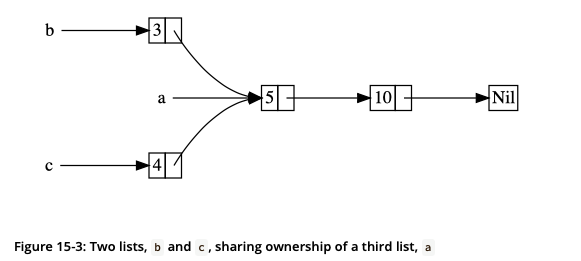 b 3
a 5 10 Nil
c 4
Figure 15-3: Two lists, b and c, sharing ownership of a third list, a